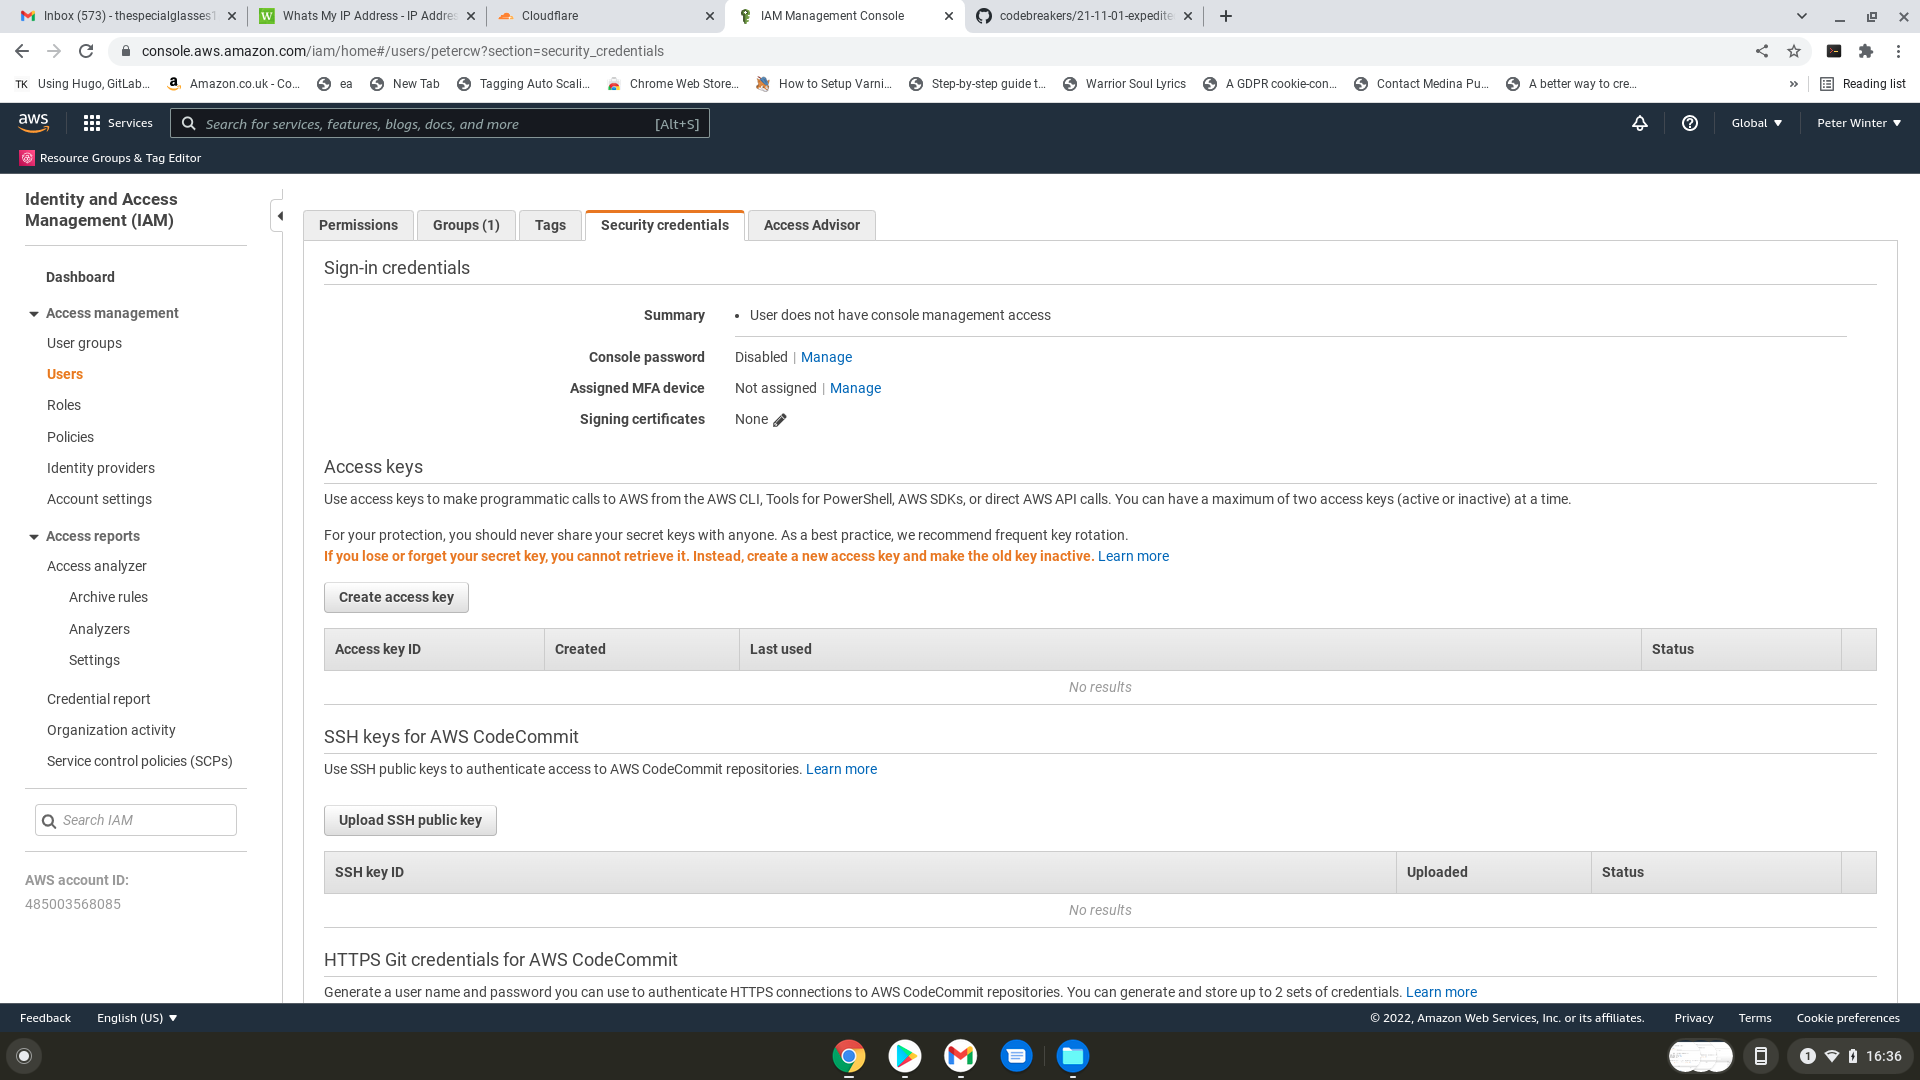 Inbox (573) - thespecialglasses1
Whats My IP Address - IP Addres
Cloudflare
IAM Management Console
codebreakers/21-11-01-expedite
console.aws.amazon.com/iam/home#/users/petercw?section=security_credentials
TK Using Hugo, GitLab...
Amazon.co.uk - Co...
ea
New Tab
Tagging Auto Scali...
Chrome Web Store...
How to Setup Varni...
Step-by-step guide t...
Warrior Soul Lyrics
A GDPR cookie-con...
Contact Medina Pu...
A better way to cre...
»
Reading list
aws
Services
Search for services, features, blogs, docs, and more [Alt+S]
Global
Peter Winter
Resource Groups & Tag Editor
Identity and Access
Management (IAM)
Dashboard
Access management
User groups
Users
Roles
Policies
Identity providers
Account settings
Access reports
Access analyzer
Archive rules
Analyzers
Settings
Credential report
Organization activity
Service control policies (SCPs)
Search IAM
AWS account ID:
485003568085
Permissions
Groups (1)
Tags
Security credentials
Access Advisor
Sign-in credentials
Summary • User does not have console management access
Console password Disabled | Manage
Assigned MFA device Not assigned | Manage
Signing certificates None
Access keys
Use access keys to make programmatic calls to AWS from the AWS CLI, Tools for PowerShell, AWS SDKs, or direct AWS API calls. You can have a maximum of two access keys (active or inactive) at a time.
For your protection, you should never share your secret keys with anyone. As a best practice, we recommend frequent key rotation.
If you lose or forget your secret key, you cannot retrieve it. Instead, create a new access key and make the old key inactive. Learn more
Create access key
Access key ID Created Last used Status
No results
SSH keys for AWS CodeCommit
Use SSH public keys to authenticate access to AWS CodeCommit repositories. Learn more
Upload SSH public key
SSH key ID Uploaded Status
No results
HTTPS Git credentials for AWS CodeCommit
Generate a user name and password you can use to authenticate HTTPS connections to AWS CodeCommit repositories. You can generate and store up to 2 sets of credentials. Learn more
Feedback
English (US)
© 2022, Amazon Web Services, Inc. or its affiliates.
Privacy
Terms
Cookie preferences
1
16:36